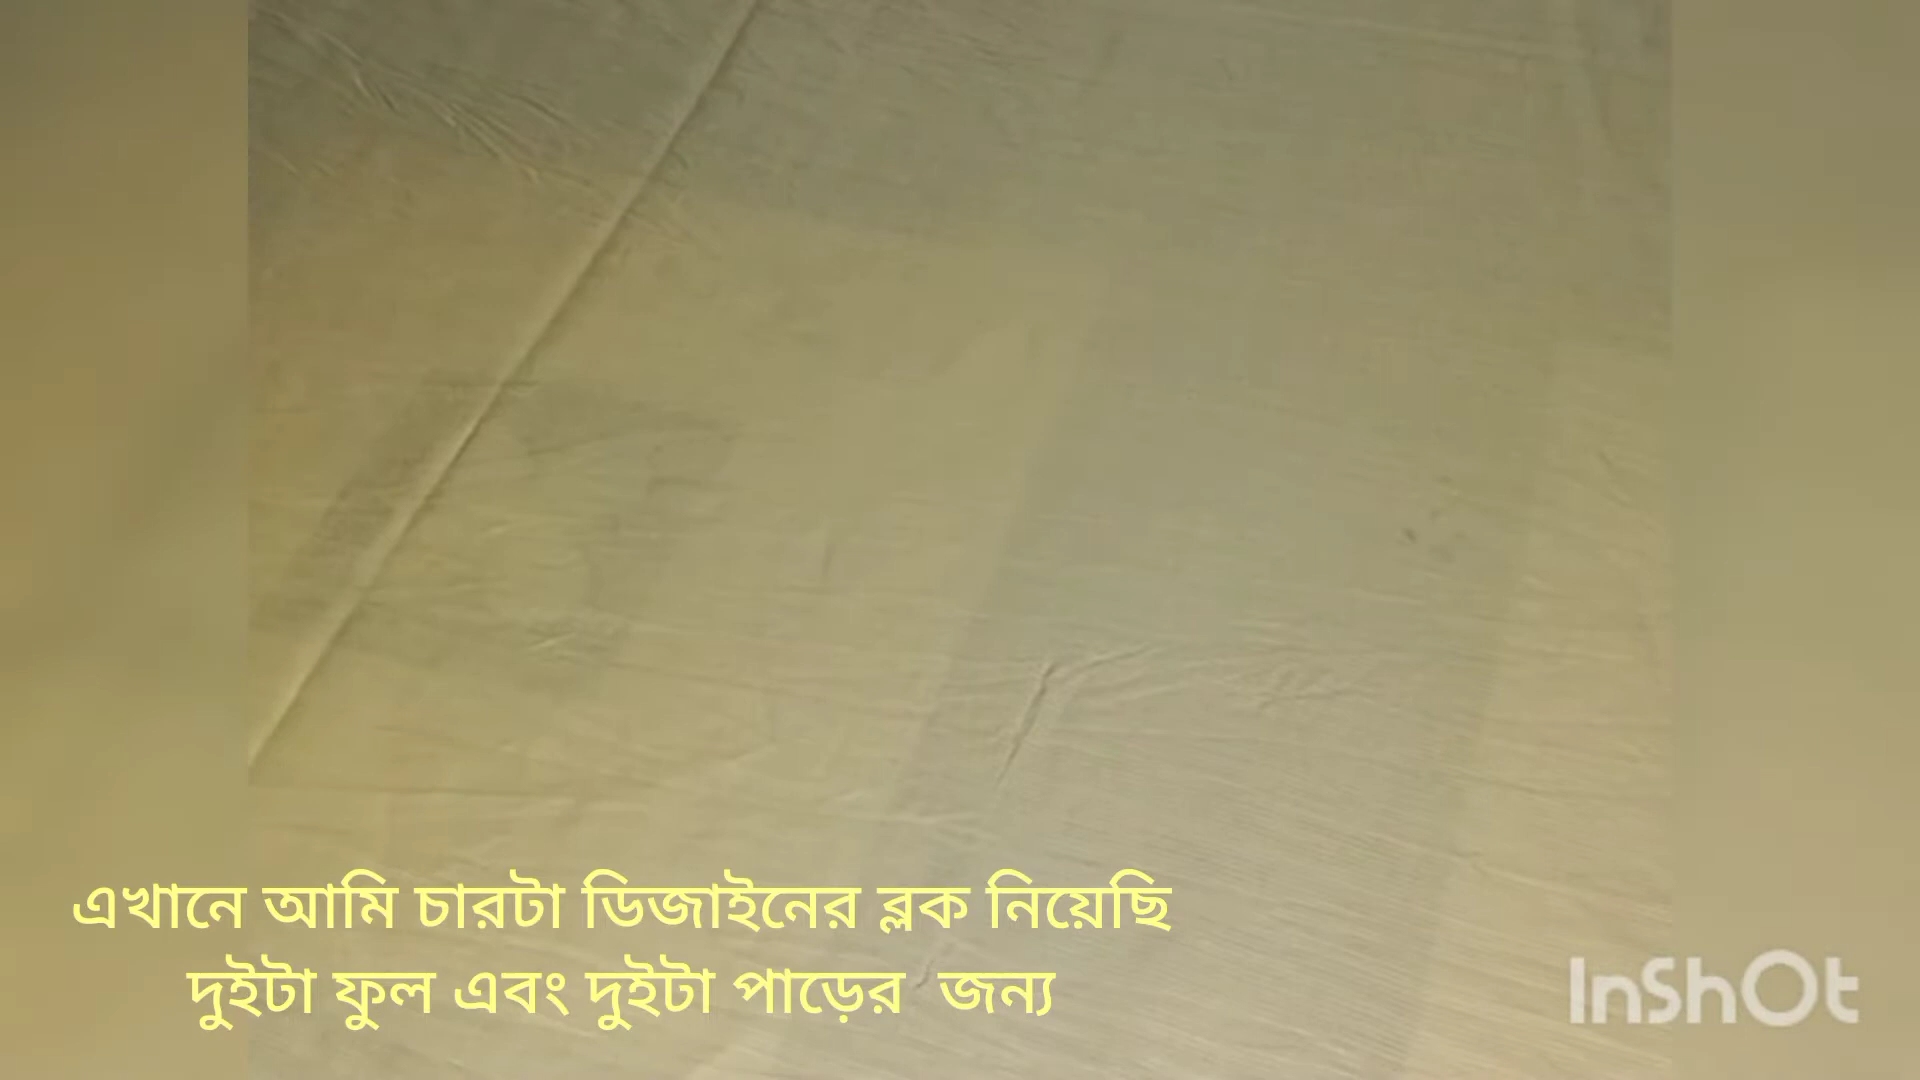 এখানে আমি চারটা ডিজাইনের ব্লক নিয়েছি
দুইটা ফুল এবং দুইটা পাড়ের জন্য
InShOt